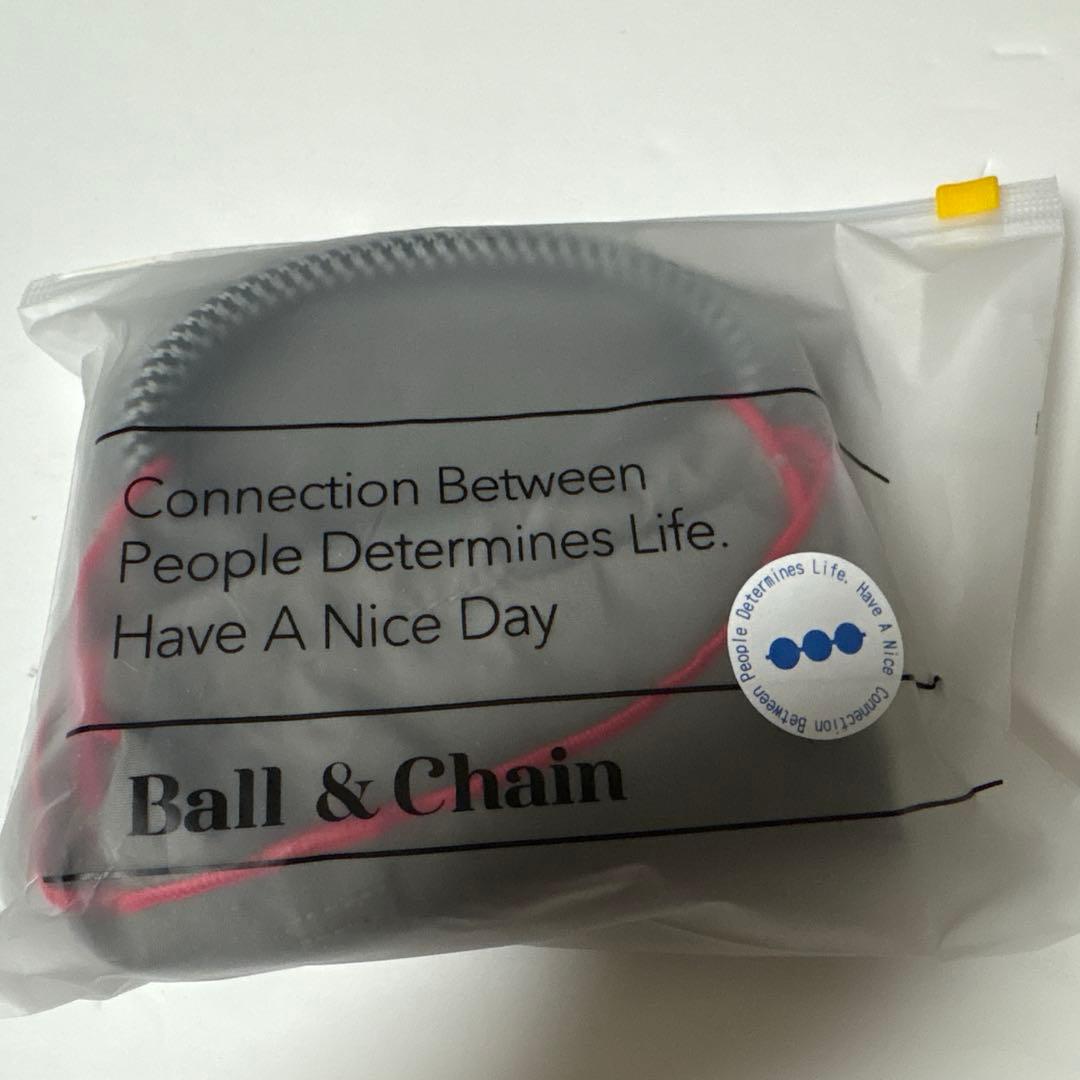 Connection Between
People Determines Life.
Have A Nice Day
Ball & Chain
Connection Between People Determines Life. Have A Nice